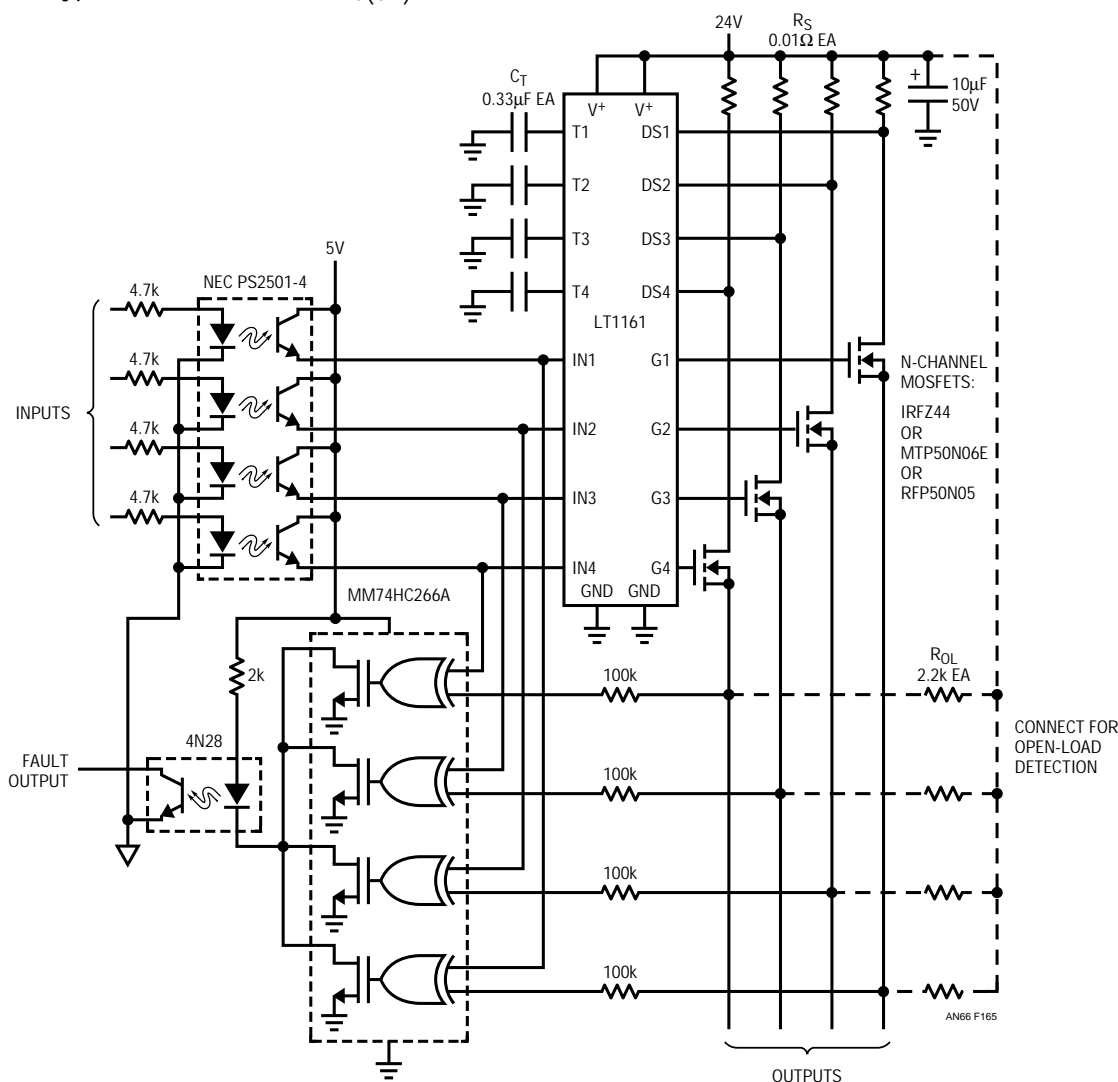 24V
RS
0.01Ω EA
CT
0.33µF EA
+
10µF
50V
V+
V+
T1
DS1
T2
DS2
T3
DS3
T4
DS4
LT1161
5V
NEC PS2501-4
4.7k
4.7k
4.7k
4.7k
INPUTS
IN1
G1
IN2
G2
IN3
G3
IN4
G4
GND
GND
N-CHANNEL
MOSFETS:
IRFZ44
OR
MTP50N06E
OR
RFP50N05
MM74HC266A
2k
4N28
FAULT
OUTPUT
100k
100k
100k
100k
ROL
2.2k EA
CONNECT FOR
OPEN-LOAD
DETECTION
AN66 F165
OUTPUTS